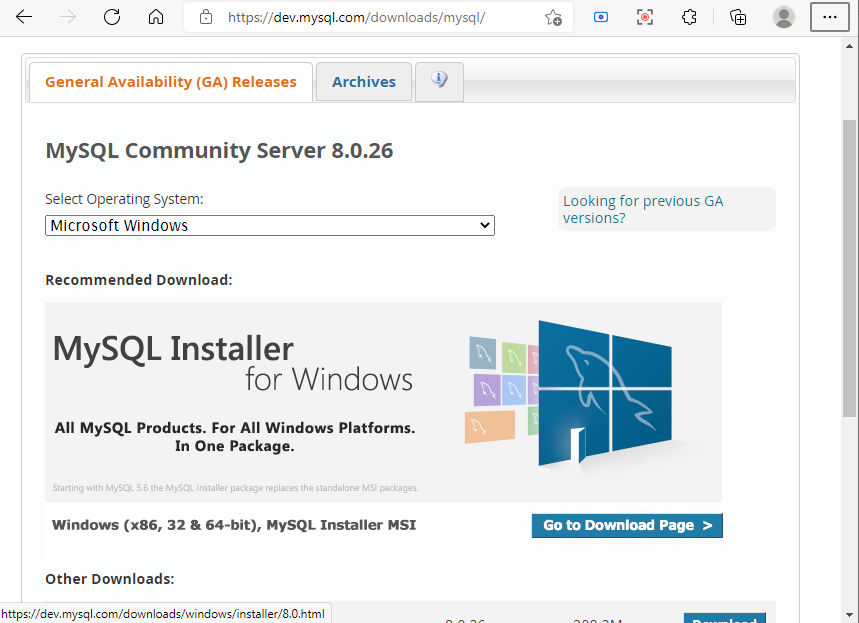 https://dev.mysql.com/downloads/mysql/
General Availability (GA) Releases
Archives
MySQL Community Server 8.0.26
Select Operating System:
Microsoft Windows
Looking for previous GA
versions?
Recommended Download:
MySQL Installer
for Windows
All MySQL Products. For All Windows Platforms.
In One Package.
Starting with MySQL 5.6 the MySQL Installer package replaces the standalone MSI packages.
Windows (x86, 32 & 64-bit), MySQL Installer MSI
Go to Download Page >
Other Downloads:
https://dev.mysql.com/downloads/windows/installer/8.0.html
8.0.26
Download